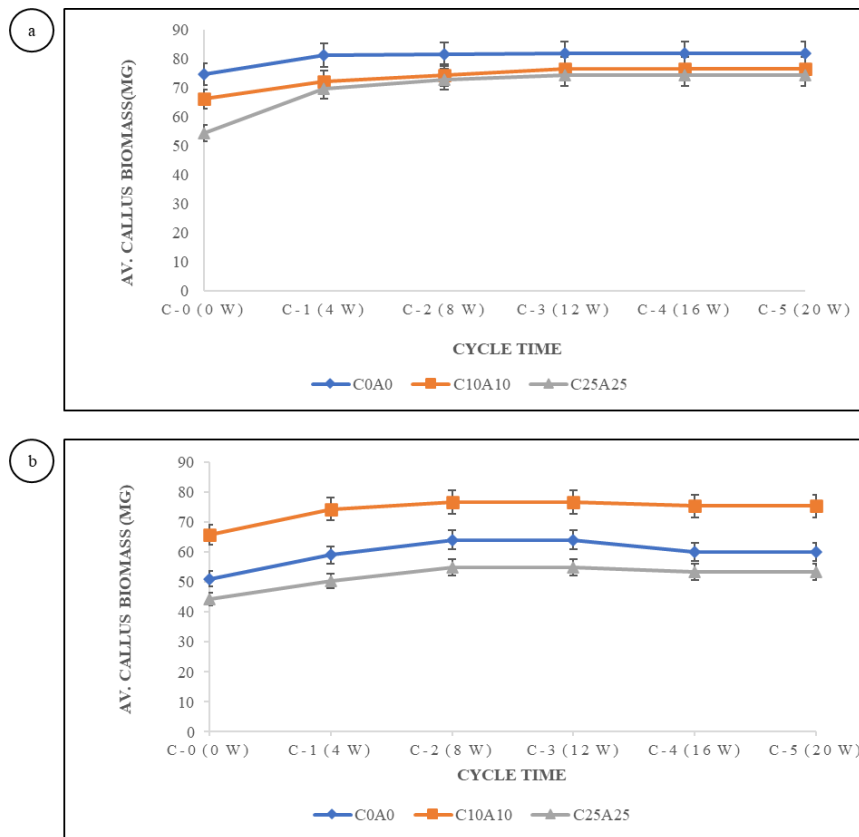 a
AV. CALLUS BIOMASS(MG)
90
80
70
60
50
40
30
20
10
0
C-0 (0 W) C-1 (4 W) C-2 (8 W) C-3 (12 W) C-4 (16 W) C-5 (20 W)
CYCLE TIME
C0A0 C10A10 C25A25
b
AV. CALLUS BIOMASS (MG)
90
80
70
60
50
40
30
20
10
0
C-0 (0 W) C-1 (4 W) C-2 (8 W) C-3 (12 W) C-4 (16 W) C-5 (20 W)
CYCLE TIME
C0A0 C10A10 C25A25